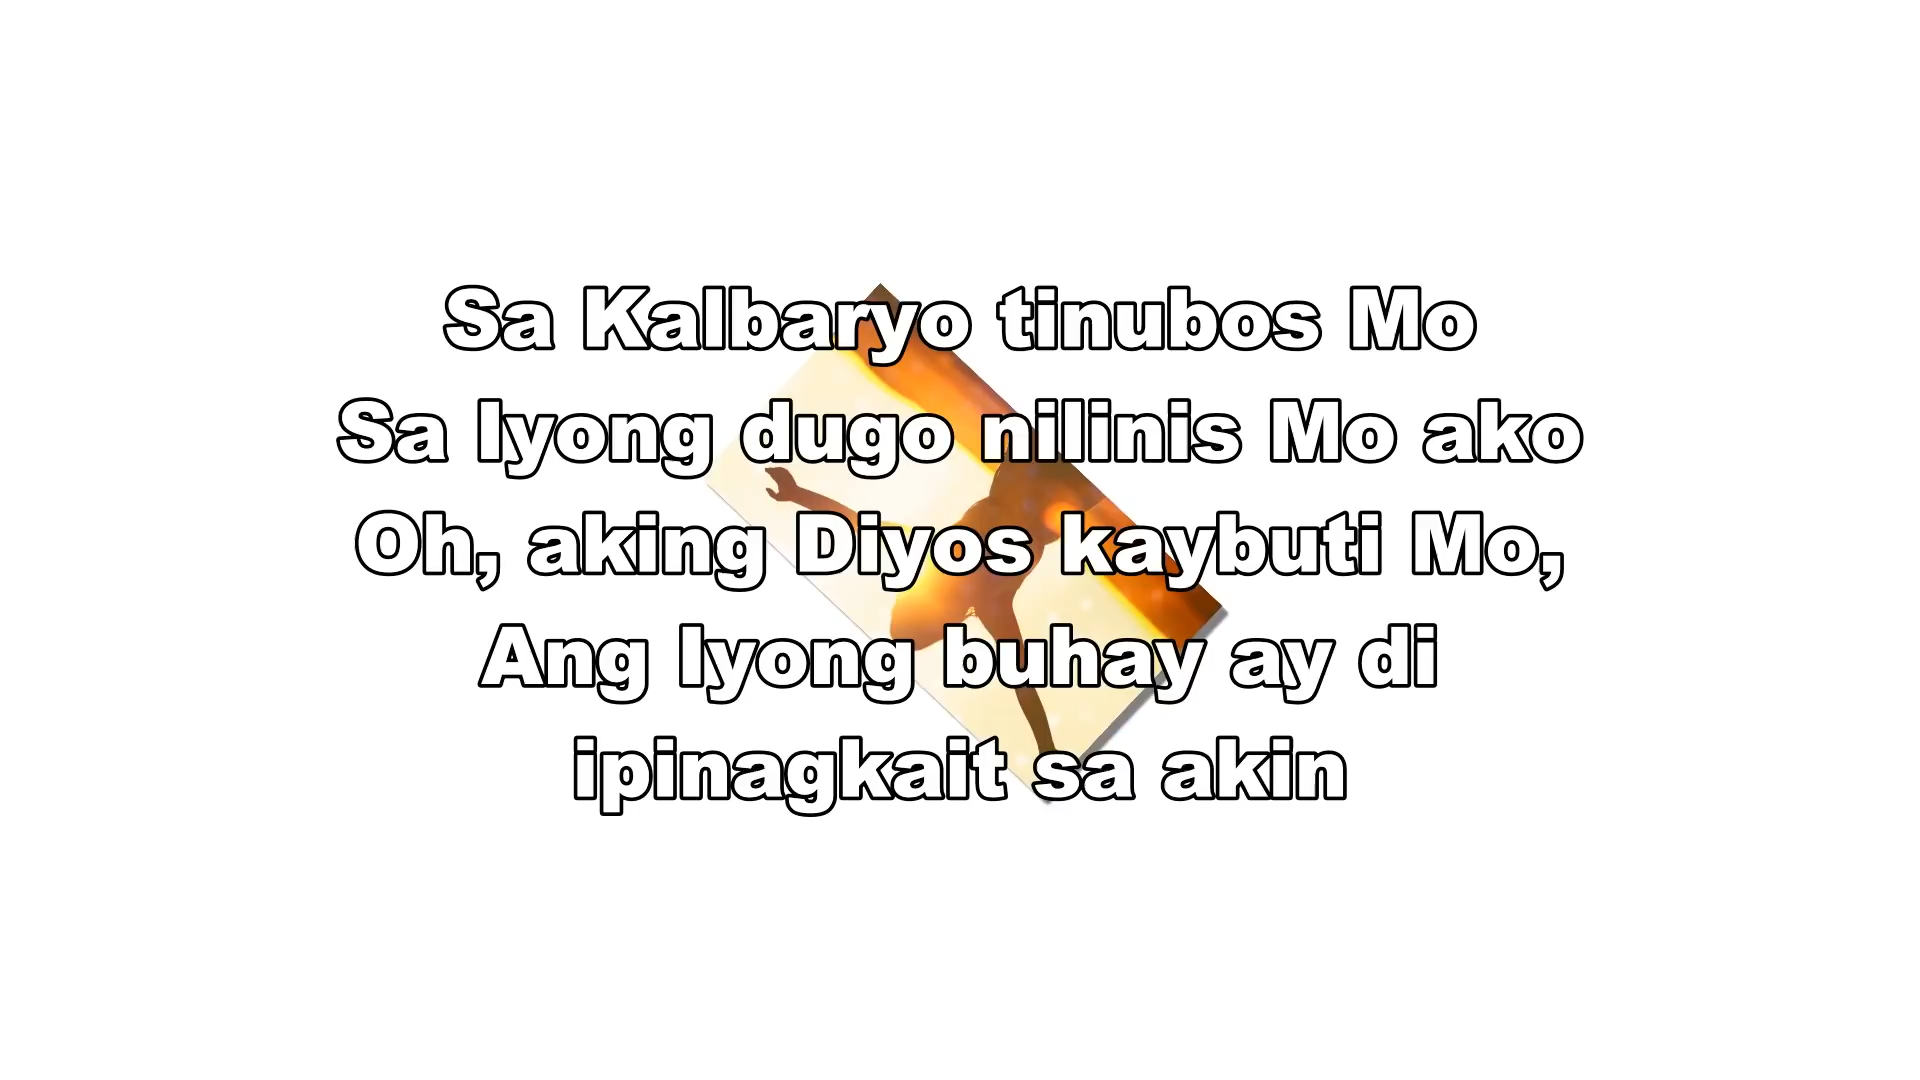 Sa Kalbaryo tinubos Mo
Sa Iyong dugo nilinis Mo ako
Oh, aking Diyos kaybuti Mo,
Ang Iyong buhay ay di
ipinagkait sa akin